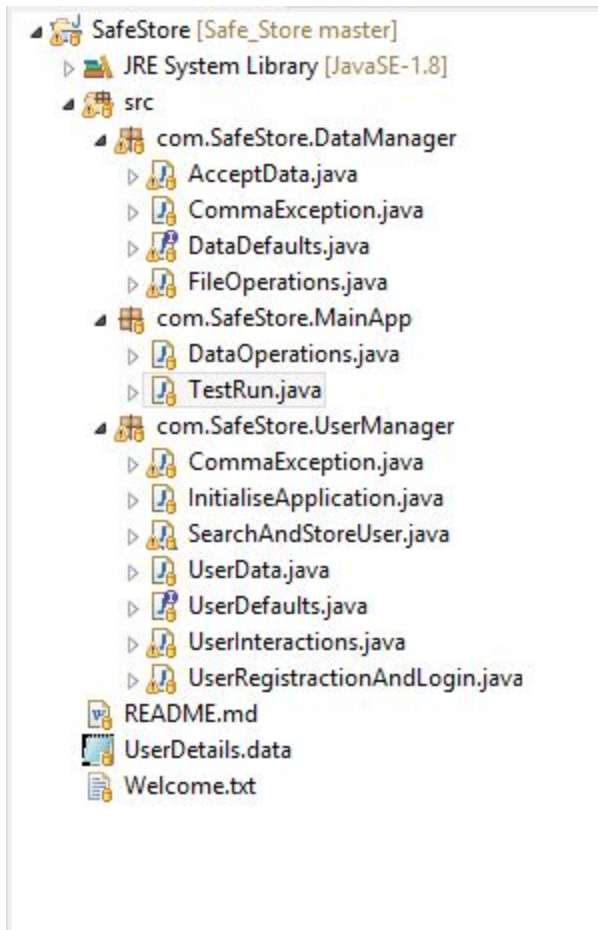 SafeStore [Safe_Store master]
JRE System Library [JavaSE-1.8]
src
com.SafeStore.DataManager
AcceptData.java
CommaException.java
DataDefaults.java
FileOperations.java
com.SafeStore.MainApp
DataOperations.java
TestRun.java
com.SafeStore.UserManager
CommaException.java
InitialiseApplication.java
SearchAndStoreUser.java
UserData.java
UserDefaults.java
UserInteractions.java
UserRegistractionAndLogin.java
README.md
UserDetails.data
Welcome.txt